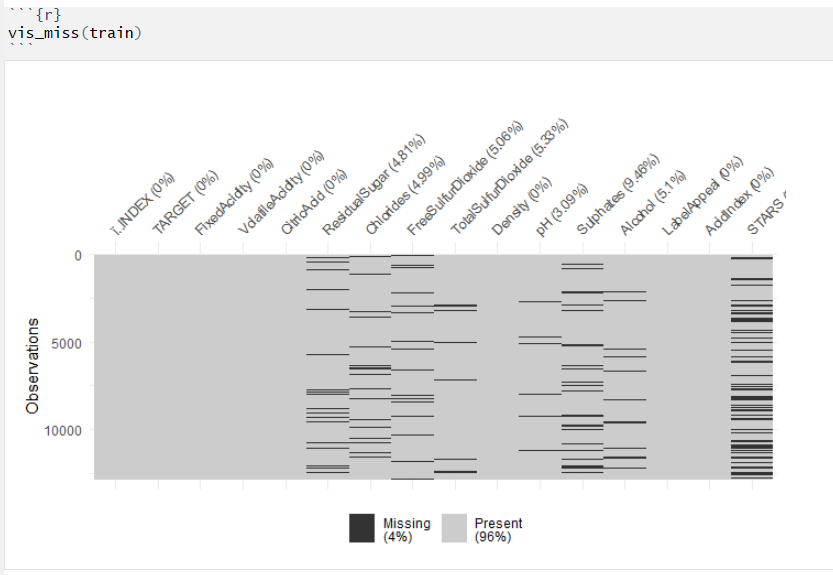 ```{r}
vis_miss(train)
```
ï..INDEX (0%)
TARGET (0%)
FixedAcidity (0%)
VolatileAcidity (0%)
CitricAcid (0%)
ResidualSugar (4.81%)
Chlorides (4.99%)
FreeSulfurDioxide (5.06%)
TotalSulfurDioxide (5.33%)
Density (0%)
pH (3.09%)
Sulphates (9.46%)
Alcohol (5.1%)
LabelAppeal (0%)
AcidIndex (0%)
STARS (
0
5000
10000
Observations
Missing
(4%)
Present
(96%)